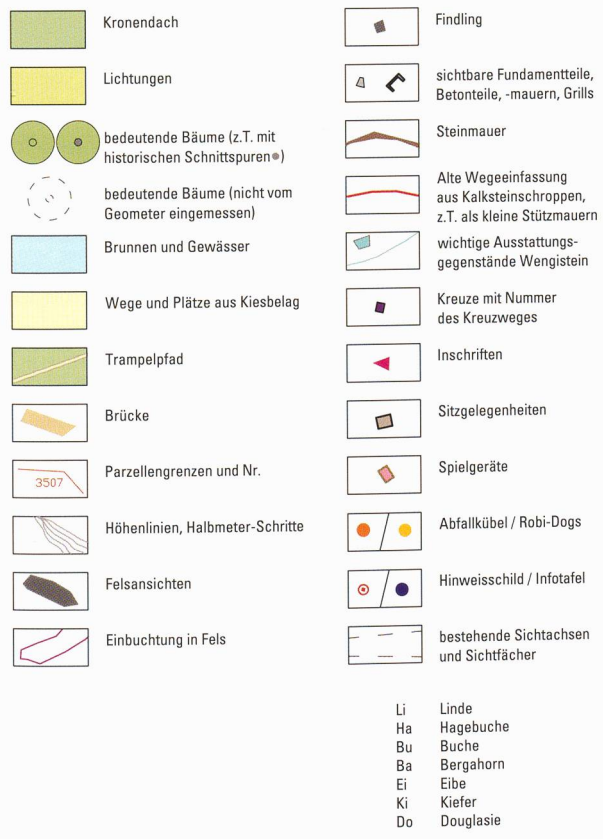 Kronendach
Lichtungen
bedeutende Bäume (z.T. mit
historischen Schnittspuren●)
bedeutende Bäume (nicht vom
Geometer eingemessen)
Brunnen und Gewässer
Wege und Plätze aus Kiesbelag
Trampelpfad
Brücke
3507
Parzellengrenzen und Nr.
Höhenlinien, Halbmeter-Schritte
Felsansichten
Einbuchtung in Fels
Findling
sichtbare Fundamentteile,
Betonteile, -mauern, Grills
Steinmauer
Alte Wegeeinfassung
aus Kalksteinschroppen,
z.T. als kleine Stützmauern
wichtige Ausstattungs-
gegenstände Wengistein
Kreuze mit Nummer
des Kreuzweges
Inschriften
Sitzgelegenheiten
Spielgeräte
Abfallkübel / Robi-Dogs
Hinweisschild / Infotafel
bestehende Sichtachsen
und Sichtfächer
Li Linde
Ha Hagebuche
Bu Buche
Ba Bergahorn
Ei Eibe
Ki Kiefer
Do Douglasie